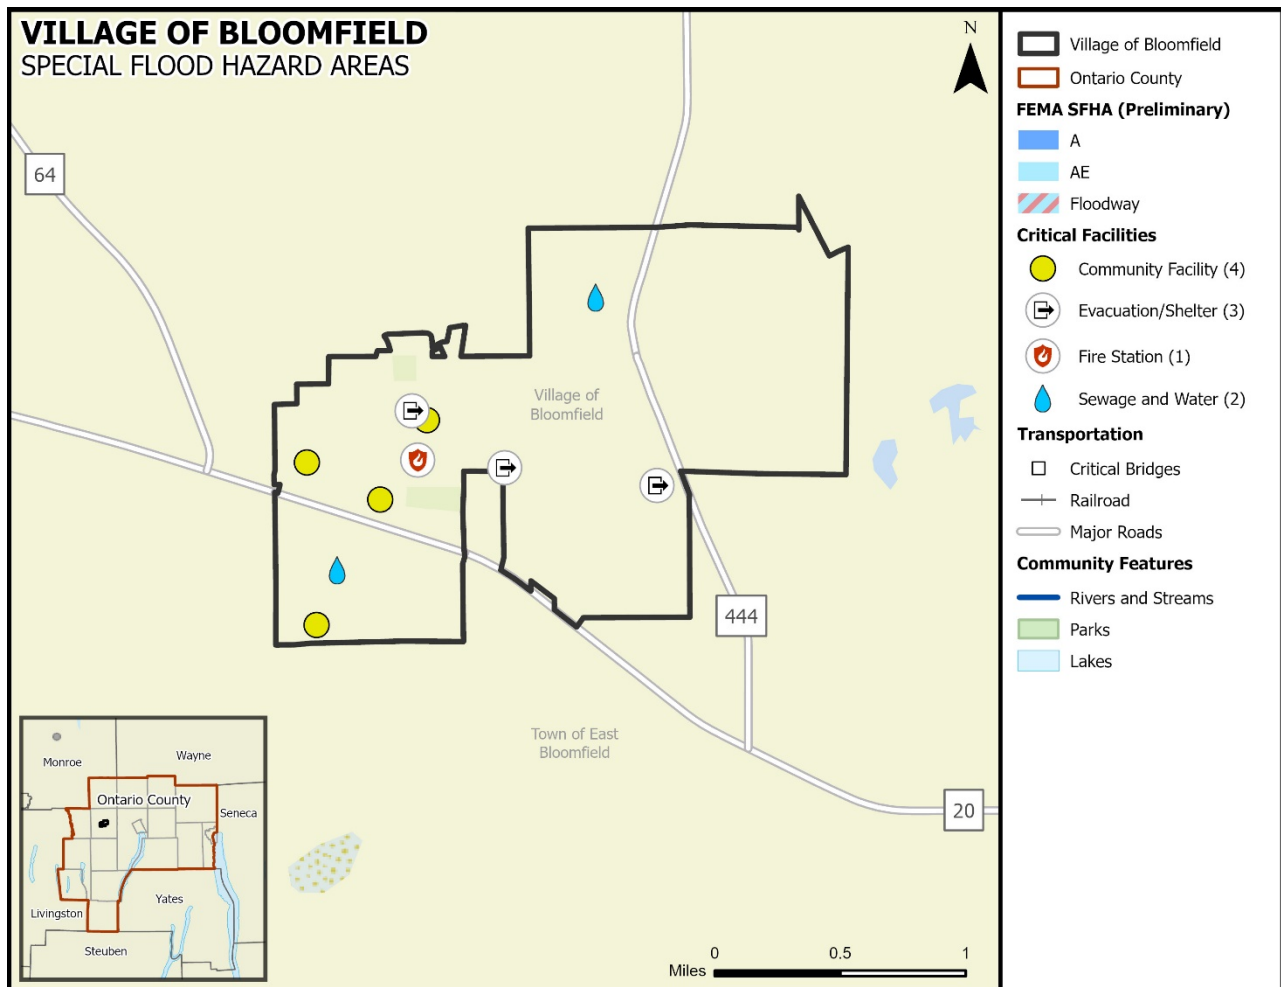 VILLAGE OF BLOOMFIELD
SPECIAL FLOOD HAZARD AREAS
N
64
Village of
Bloomfield
444
Town of East
Bloomfield
20
Monroe
Wayne
Ontario County
Seneca
Yates
Livingston
Steuben
0 0.5 1
Miles
Village of Bloomfield
Ontario County
FEMA SFHA (Preliminary)
A
AE
Floodway
Critical Facilities
Community Facility (4)
Evacuation/Shelter (3)
Fire Station (1)
Sewage and Water (2)
Transportation
Critical Bridges
Railroad
Major Roads
Community Features
Rivers and Streams
Parks
Lakes